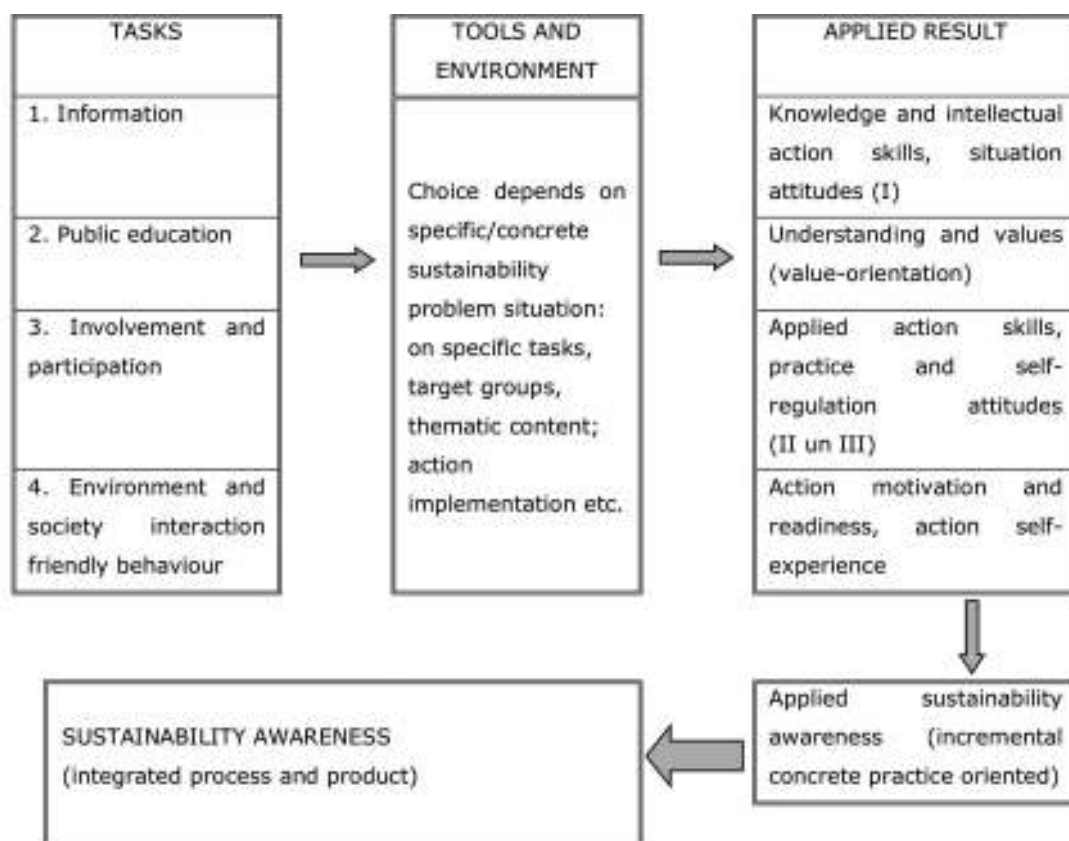 TASKS
1. Information
2. Public education
3. Involvement and
participation
4. Environment and
society interaction
friendly behaviour
TOOLS AND
ENVIRONMENT
Choice depends on
specific/concrete
sustainability
problem situation:
on specific tasks,
target groups,
thematic content;
action
implementation etc.
APPLIED RESULT
Knowledge and intellectual
action skills, situation
attitudes (I)
Understanding and values
(value-orientation)
Applied action skills,
practice and self-
regulation attitudes
(II un III)
Action motivation and
readiness, action self-
experience
Applied sustainability
awareness (incremental
concrete practice oriented)
SUSTAINABILITY AWARENESS
(integrated process and product)